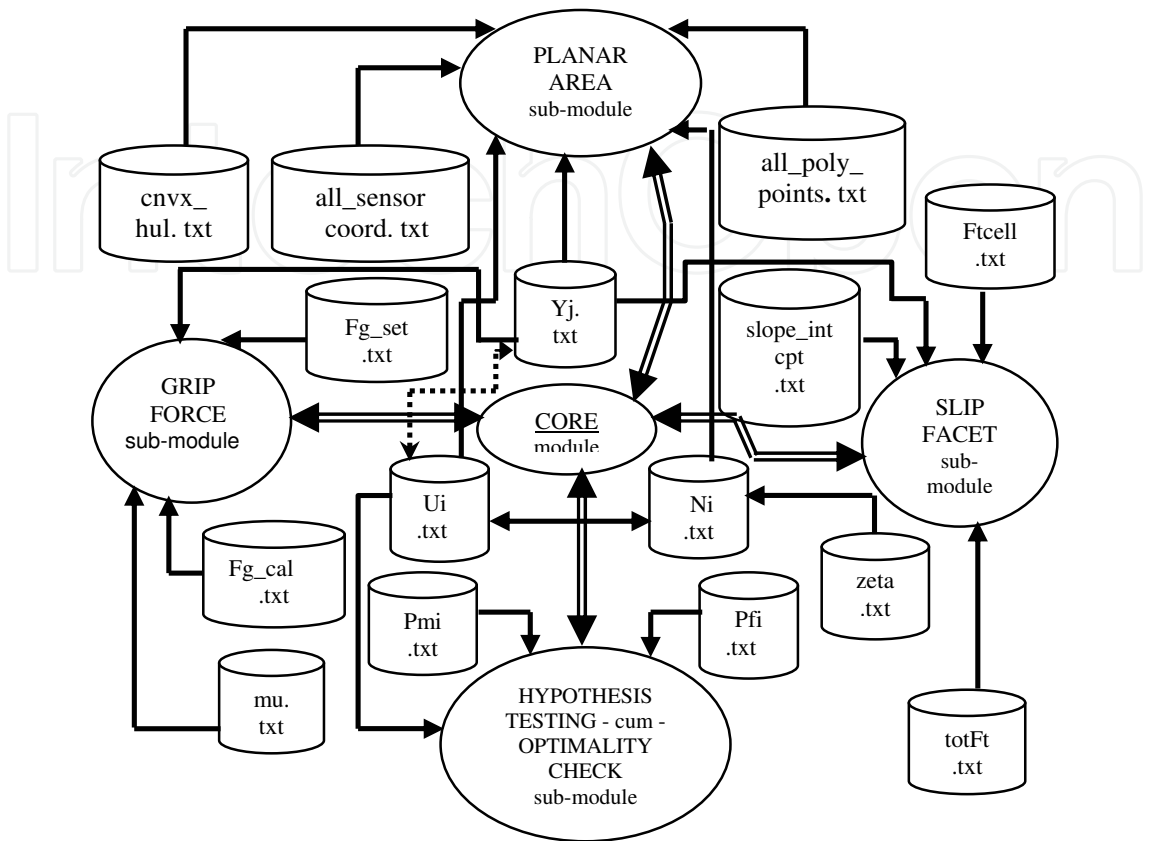 PLANAR
AREA
sub-module
cnvx_
hul. txt
all_sensor
coord. txt
all_poly_
points. txt
Ftcell
.txt
Fg_set
.txt
Yj.
txt
slope_int
cpt
.txt
GRIP
FORCE
sub-module
CORE
module
SLIP
FACET
sub-
module
Ui
.txt
Ni
.txt
Fg_cal
.txt
zeta
.txt
Pmi
.txt
Pfi
.txt
mu.
txt
HYPOTHESIS
TESTING - cum -
OPTIMALITY
CHECK
sub-module
totFt
.txt
InTechOpen